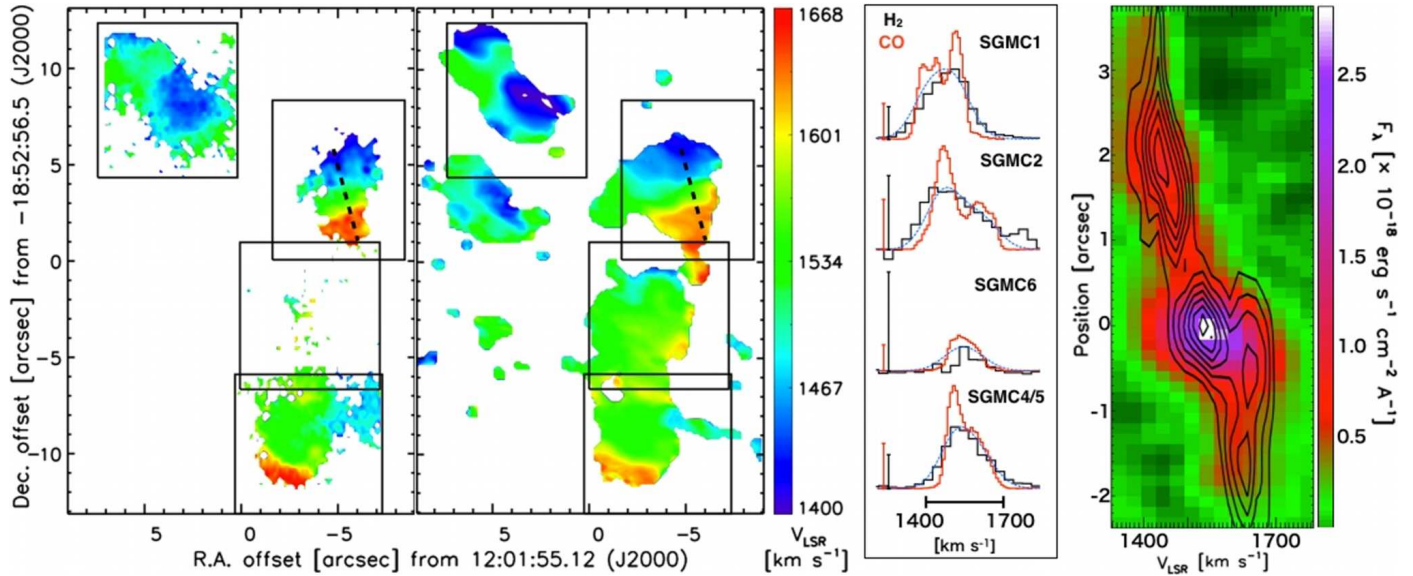 Dec. offset [arcsec] from −18:52:56.5 (J2000)
10
5
0
−5
−10
5
0
−5
5
0
−5
R.A. offset [arcsec] from 12:01:55.12 (J2000)
1668
1601
1534
1467
1400
V_LSR
[km s⁻¹]
H₂
CO
SGMC1
SGMC2
SGMC6
SGMC4/5
1400
1700
[km s⁻¹]
Position [arcsec]
3
2
1
0
-1
-2
1400
1700
V_LSR [km s⁻¹]
2.5
2.0
1.0
0.5
F_λ [× 10⁻¹⁸ erg s⁻¹ cm⁻² A⁻¹]